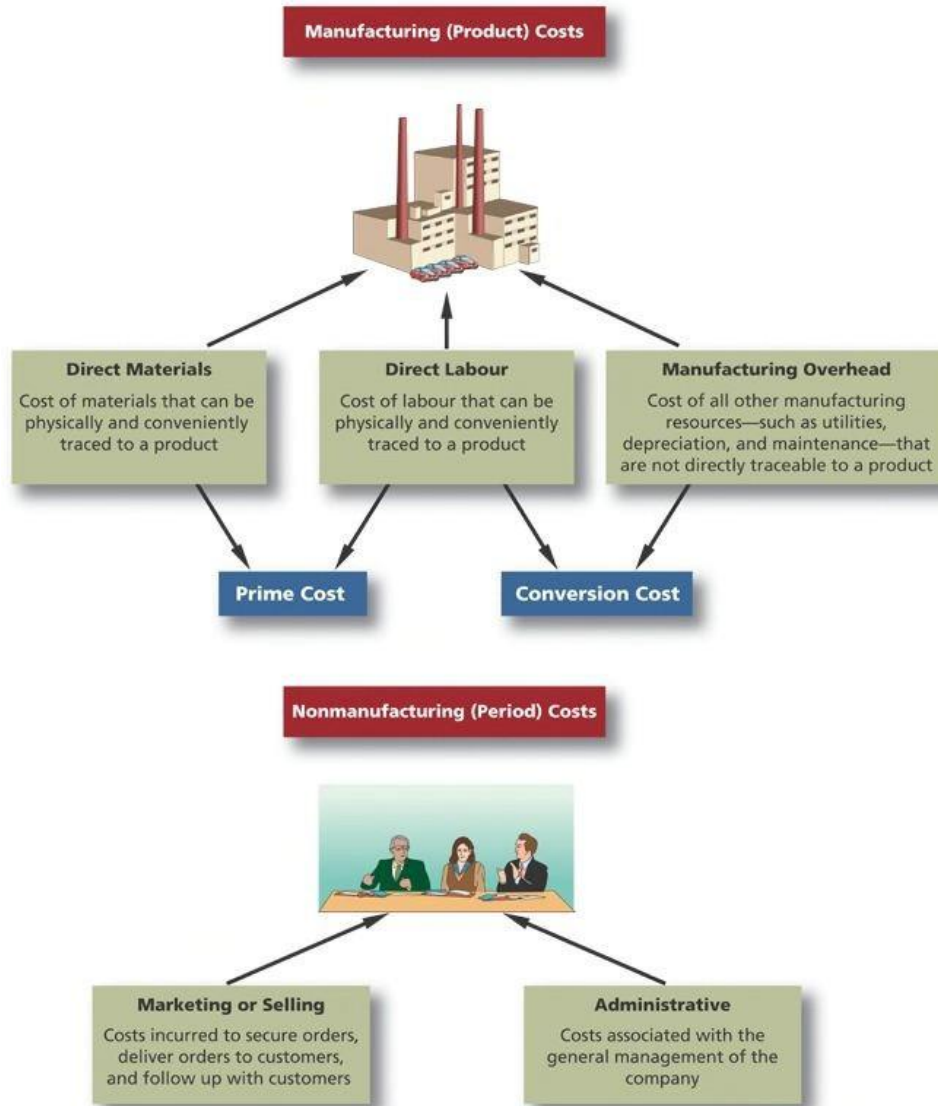 Manufacturing (Product) Costs
Direct Materials
Cost of materials that can be
physically and conveniently
traced to a product
Direct Labour
Cost of labour that can be
physically and conveniently
traced to a product
Manufacturing Overhead
Cost of all other manufacturing
resources—such as utilities,
depreciation, and maintenance—that
are not directly traceable to a product
Prime Cost
Conversion Cost
Nonmanufacturing (Period) Costs
Marketing or Selling
Costs incurred to secure orders,
deliver orders to customers,
and follow up with customers
Administrative
Costs associated with the
general management of the
company